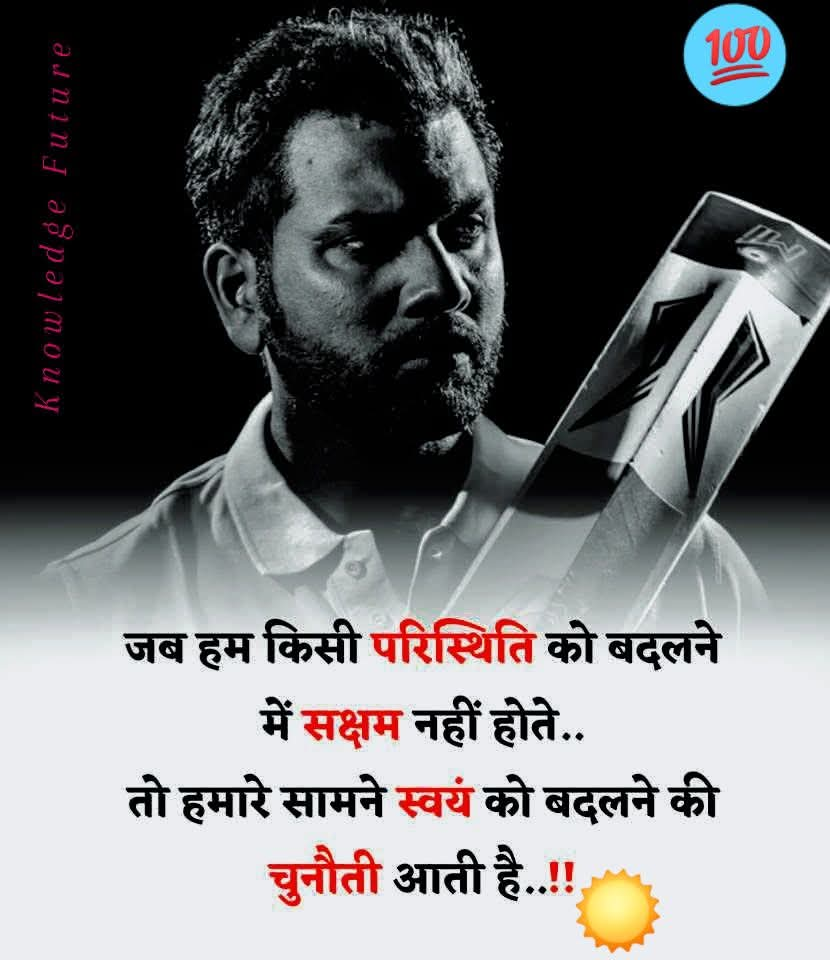 Knowledge Future
100
जब हम किसी परिस्थिति को बदलने
में सक्षम नहीं होते..
तो हमारे सामने स्वयं को बदलने की
चुनौती आती है..!!